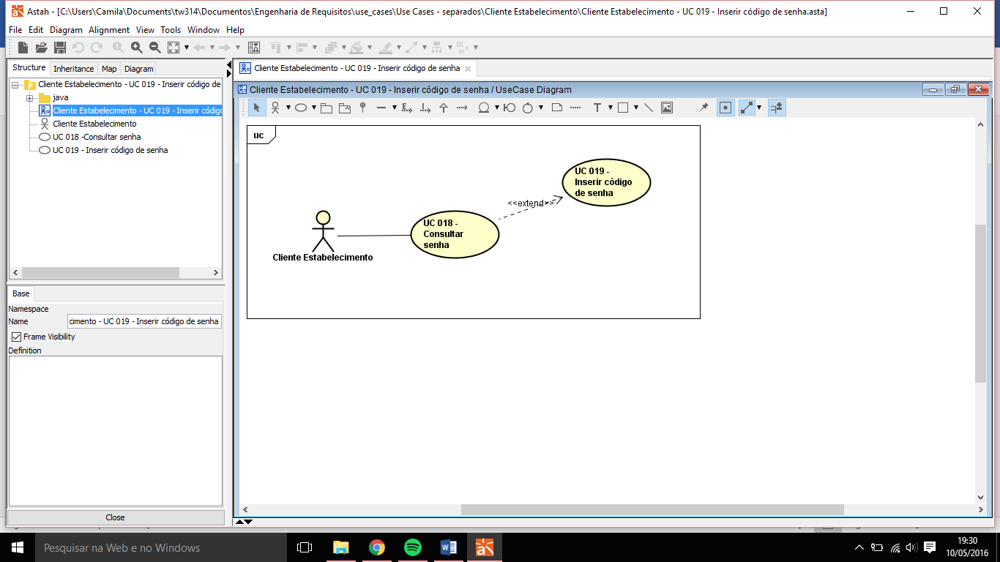 Astah - [C:\Users\Camila\Documents\tw314\Documentos\Engenharia de Requisitos\use_cases\Use Cases - separados\Cliente Estabelecimento\Cliente Estabelecimento - UC 019 - Inserir código de senha.asta]
File Edit Diagram Alignment View Tools Window Help
Structure Inheritance Map Diagram
Cliente Estabelecimento - UC 019 - Inserir código de
java
Cliente Estabelecimento - UC 019 - Inserir códig
Cliente Estabelecimento
UC 018 -Consultar senha
UC 019 - Inserir código de senha
Base
Namespace
Name cimento - UC 019 - Inserir código de senha
Frame Visibility
Definition
Close
Cliente Estabelecimento - UC 019 - Inserir código de senha
Cliente Estabelecimento - UC 019 - Inserir código de senha / UseCase Diagram
uc
UC 019 -
Inserir código
de senha
<<extend>>
UC 018 -
Consultar
senha
Cliente Estabelecimento
Pesquisar na Web e no Windows
19:30
10/05/2016